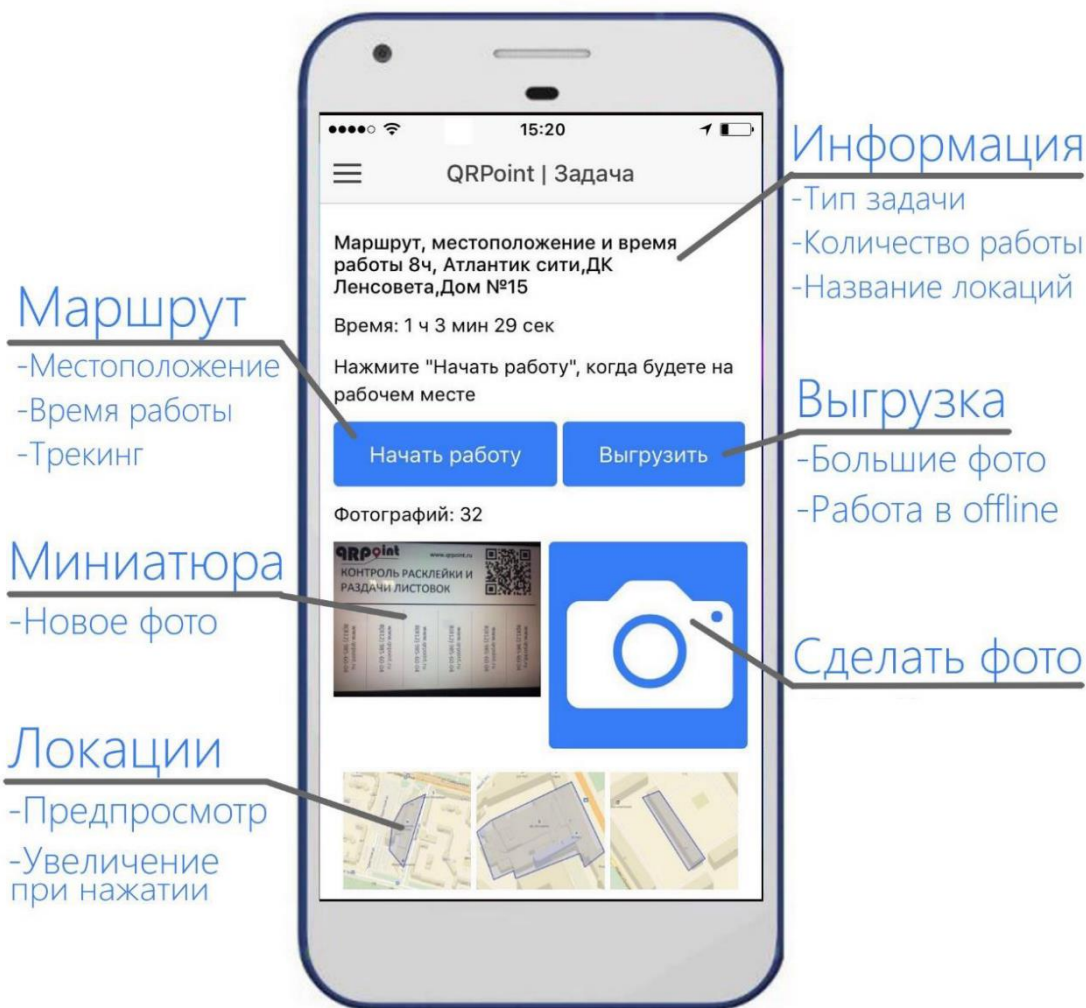 15:20
QRPoint | Задача
Маршрут, местоположение и время
работы 8ч, Атлантик сити,ДК
Ленсовета,Дом №15
Время: 1 ч 3 мин 29 сек
Нажмите "Начать работу", когда будете на
рабочем месте
Начать работу
Выгрузить
Фотографий: 32
QRPoint
www.qrpoint.ru
КОНТРОЛЬ РАСКЛЕЙКИ И
РАЗДАЧИ ЛИСТОВОК
Маршрут
-Местоположение
-Время работы
-Трекинг
Миниатюра
-Новое фото
Локации
-Предпросмотр
-Увеличение
при нажатии
Информация
-Тип задачи
-Количество работы
-Название локаций
Выгрузка
-Большие фото
-Работа в offline
Сделать фото